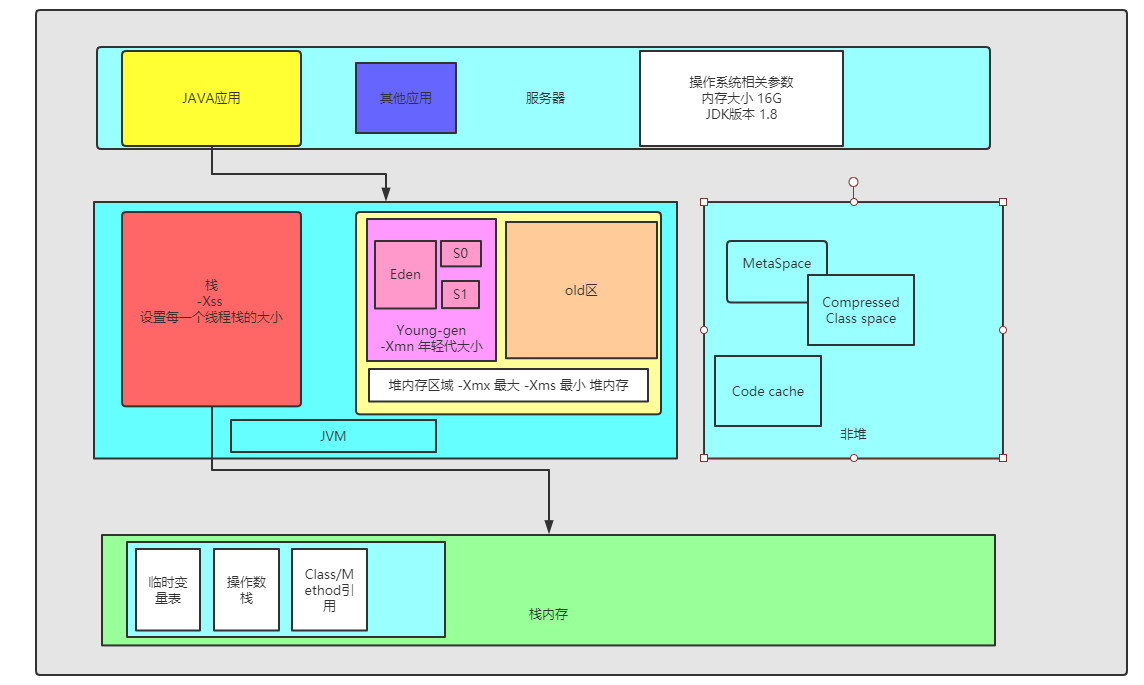 JAVA应用
其他应用
服务器
操作系统相关参数
内存大小 16G
JDK版本 1.8
栈
-Xss
设置每一个线程栈的大小
Eden
S0
S1
Young-gen
-Xmn 年轻代大小
old区
堆内存区域 -Xmx 最大 -Xms 最小 堆内存
JVM
MetaSpace
Compressed
Class space
Code cache
非堆
临时变
量表
操作数
栈
Class/M
ethod引
用
栈内存